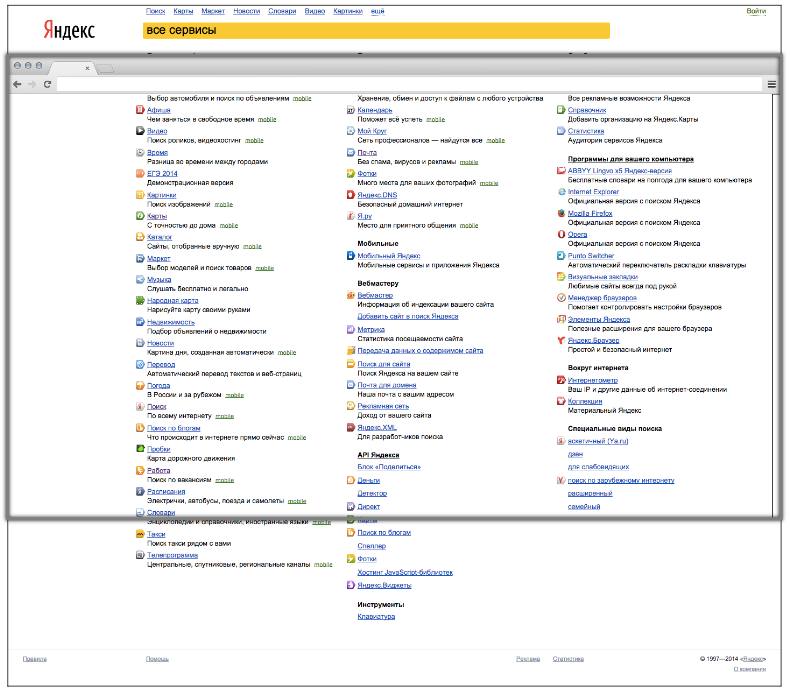 Поиск Карты Маркет Новости Словари Видео Картинки ещё
Войти
Яндекс
все сервисы
Выбор автомобиля и поиск по объявлениям mobile
Афиша
Чем заняться в свободное время mobile
Видео
Поиск роликов, видеохостинг mobile
Время
Разница во времени между городами
ЕГЭ 2014
Демонстрационная версия
Картинки
Поиск изображений mobile
Карты
С точностью до дома mobile
Каталог
Сайты, отобранные вручную mobile
Маркет
Выбор моделей и поиск товаров mobile
Музыка
Слушать бесплатно и легально
Народная карта
Нарисуйте карту своими руками
Недвижимость
Подбор объявлений о недвижимости
Новости
Картина дня, созданная автоматически mobile
Перевод
Автоматический перевод текстов и веб-страниц
Погода
В России и за рубежом mobile
Поиск
По всему интернету mobile
Поиск по блогам
Что происходит в интернете прямо сейчас mobile
Пробки
Карта дорожного движения
Работа
Поиск по вакансиям mobile
Расписания
Электрички, автобусы, поезда и самолеты mobile
Словари
Энциклопедии и справочники, иностранные языки mobile
Такси
Поиск такси рядом с вами
Телепрограмма
Центральные, спутниковые, региональные каналы mobile
Хранение, обмен и доступ к файлам с любого устройства
Календарь
Поможет всё успеть mobile
Мой Круг
Сеть профессионалов — найдутся все mobile
Почта
Без спама, вирусов и рекламы mobile
Фотки
Много места для ваших фотографий mobile
Яндекс.DNS
Безопасный домашний интернет
Я.ру
Место для приятного общения mobile
Мобильные
Мобильный Яндекс
Мобильные сервисы и приложения Яндекса
Вебмастеру
Вебмастер
Информация об индексации вашего сайта
Добавить сайт в поиск Яндекса
Метрика
Статистика посещаемости сайта
Передача данных о содержимом сайта
Поиск для сайта
Поиск Яндекса на вашем сайте
Почта для домена
Наша почта с вашим адресом
Рекламная сеть
Доход от вашего сайта
Яндекс.XML
Для разработчиков поиска
API Яндекса
Блок «Поделиться»
Деньги
Детектор
Директ
Карты
Поиск по блогам
Спеллер
Фотки
Хостинг JavaScript-библиотек
Яндекс.Виджеты
Инструменты
Клавиатура
Все рекламные возможности Яндекса
Справочник
Добавить организацию на Яндекс.Карты
Статистика
Аудитория сервисов Яндекса
Программы для вашего компьютера
ABBYY Lingvo x5 Яндекс-версия
Бесплатные словари на полгода для вашего компьютера
Internet Explorer
Официальная версия с поиском Яндекса
Mozilla Firefox
Официальная версия с поиском Яндекса
Opera
Официальная версия с поиском Яндекса
Punto Switcher
Автоматический переключатель раскладки клавиатуры
Визуальные закладки
Любимые сайты всегда под рукой
Менеджер браузеров
Помогает контролировать настройки браузеров
Элементы Яндекса
Полезные расширения для вашего браузера
Яндекс.Браузер
Простой и безопасный интернет
Вокруг интернета
Интернетометр
Ваш IP и другие данные об интернет-соединении
Коллекция
Материальный Яндекс
Специальные виды поиска
аскетичный (Ya.ru)
дзен
для слабовидящих
поиск по зарубежному интернету
расширенный
семейный
Правила Помощь Реклама Статистика © 1997—2014 «Яндекс»
О компании